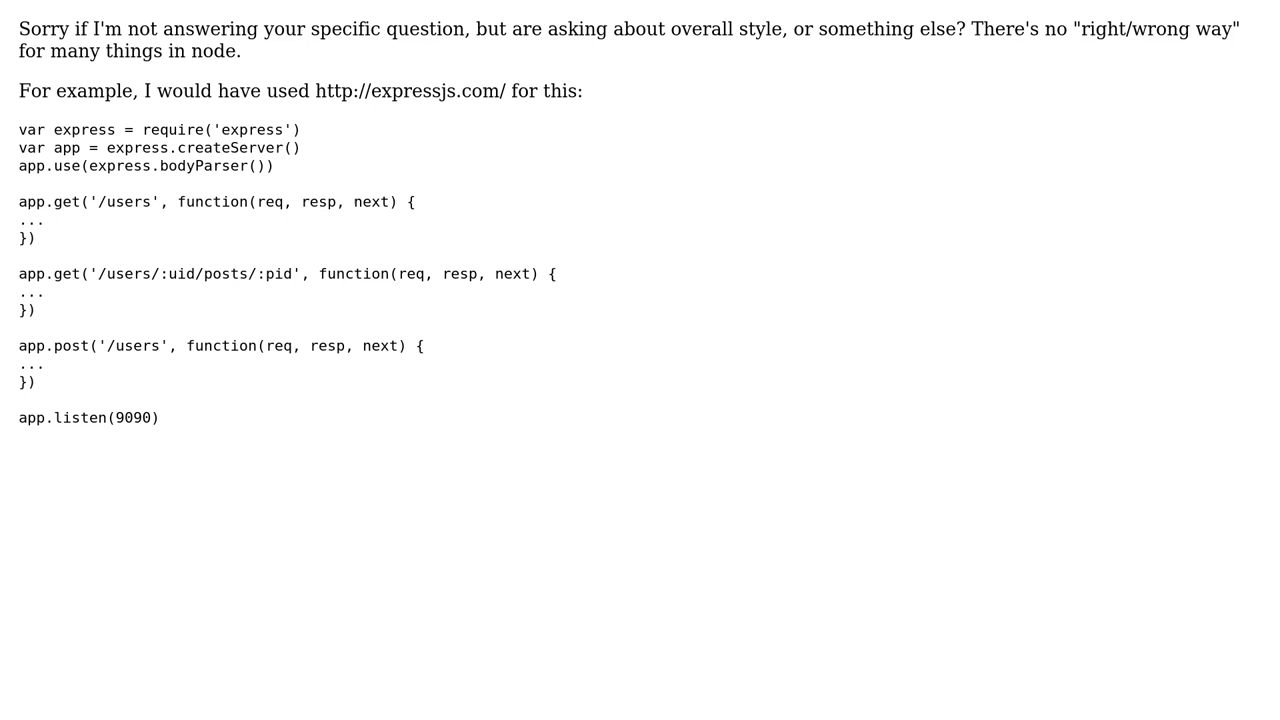 Sorry if I'm not answering your specific question, but are asking about overall style, or something else? There's no "right/wrong way"
for many things in node.
For example, I would have used http://expressjs.com/ for this:
var express = require('express')
var app = express.createServer()
app.use(express.bodyParser())
app.get('/users', function(req, resp, next) {
...
})
app.get('/users/:uid/posts/:pid', function(req, resp, next) {
...
})
app.post('/users', function(req, resp, next) {
...
})
app.listen(9090)